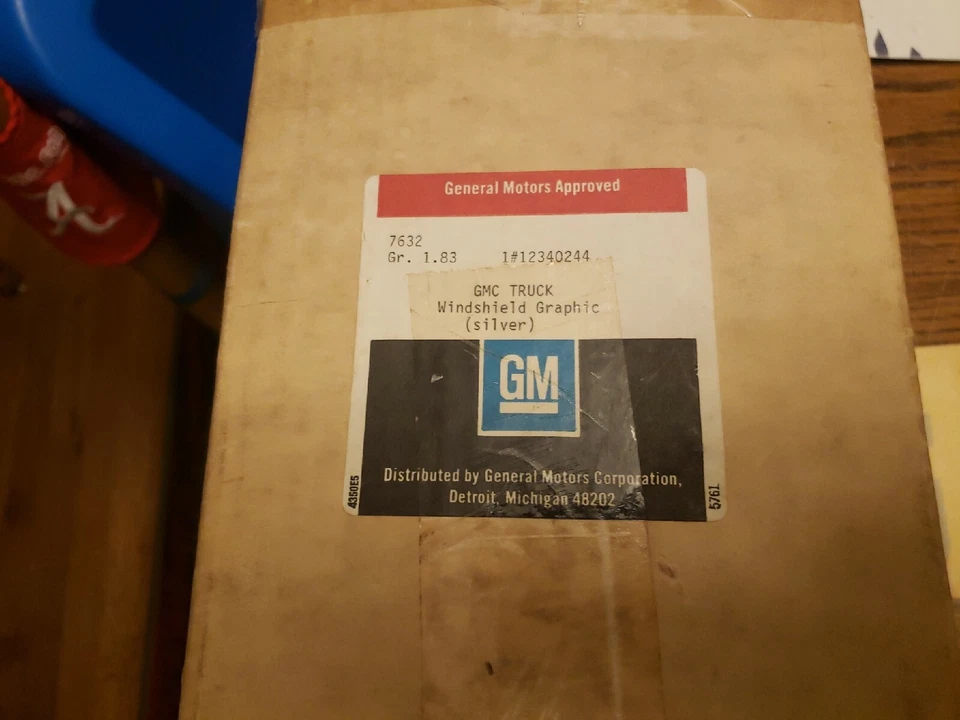 General Motors Approved
7632
Gr. 1.83 1#12340244
GMC TRUCK
Windshield Graphic
(silver)
GM
Distributed by General Motors Corporation,
Detroit, Michigan 48202
5761